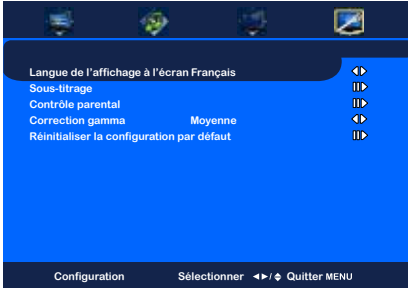 Langue de l'affichage à l'écran Français
Sous-titrage
Contrôle parental
Correction gamma Moyenne
Réinitialiser la configuration par défaut
Configuration Sélectionner ◄►/◆ Quitter MENU